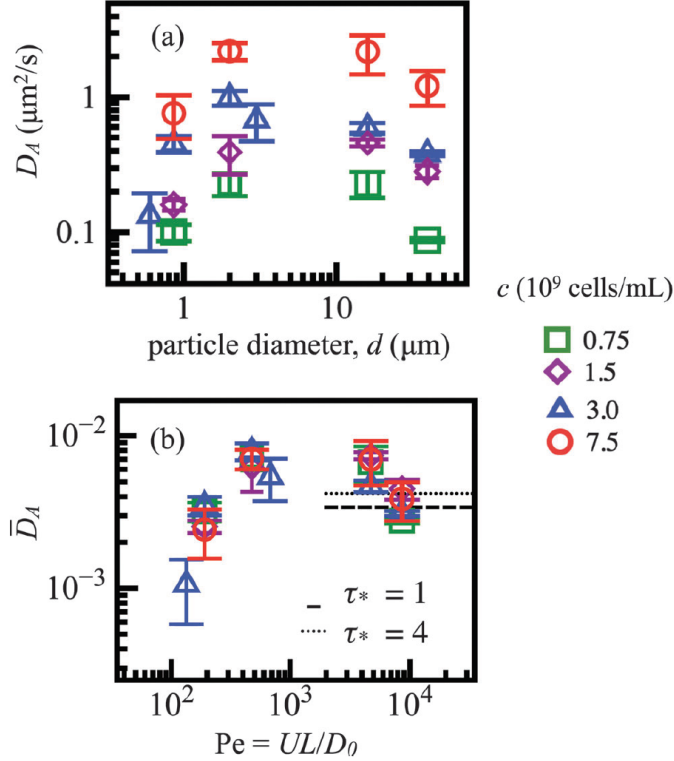 (a)
D_A (μm²/s)
1
0.1
1
10
particle diameter, d (μm)
c (10⁹ cells/mL)
0.75
1.5
3.0
7.5
(b)
10⁻²
D̅_A
10⁻³
τ* = 1
τ* = 4
10² 10³ 10⁴
Pe = UL/D₀